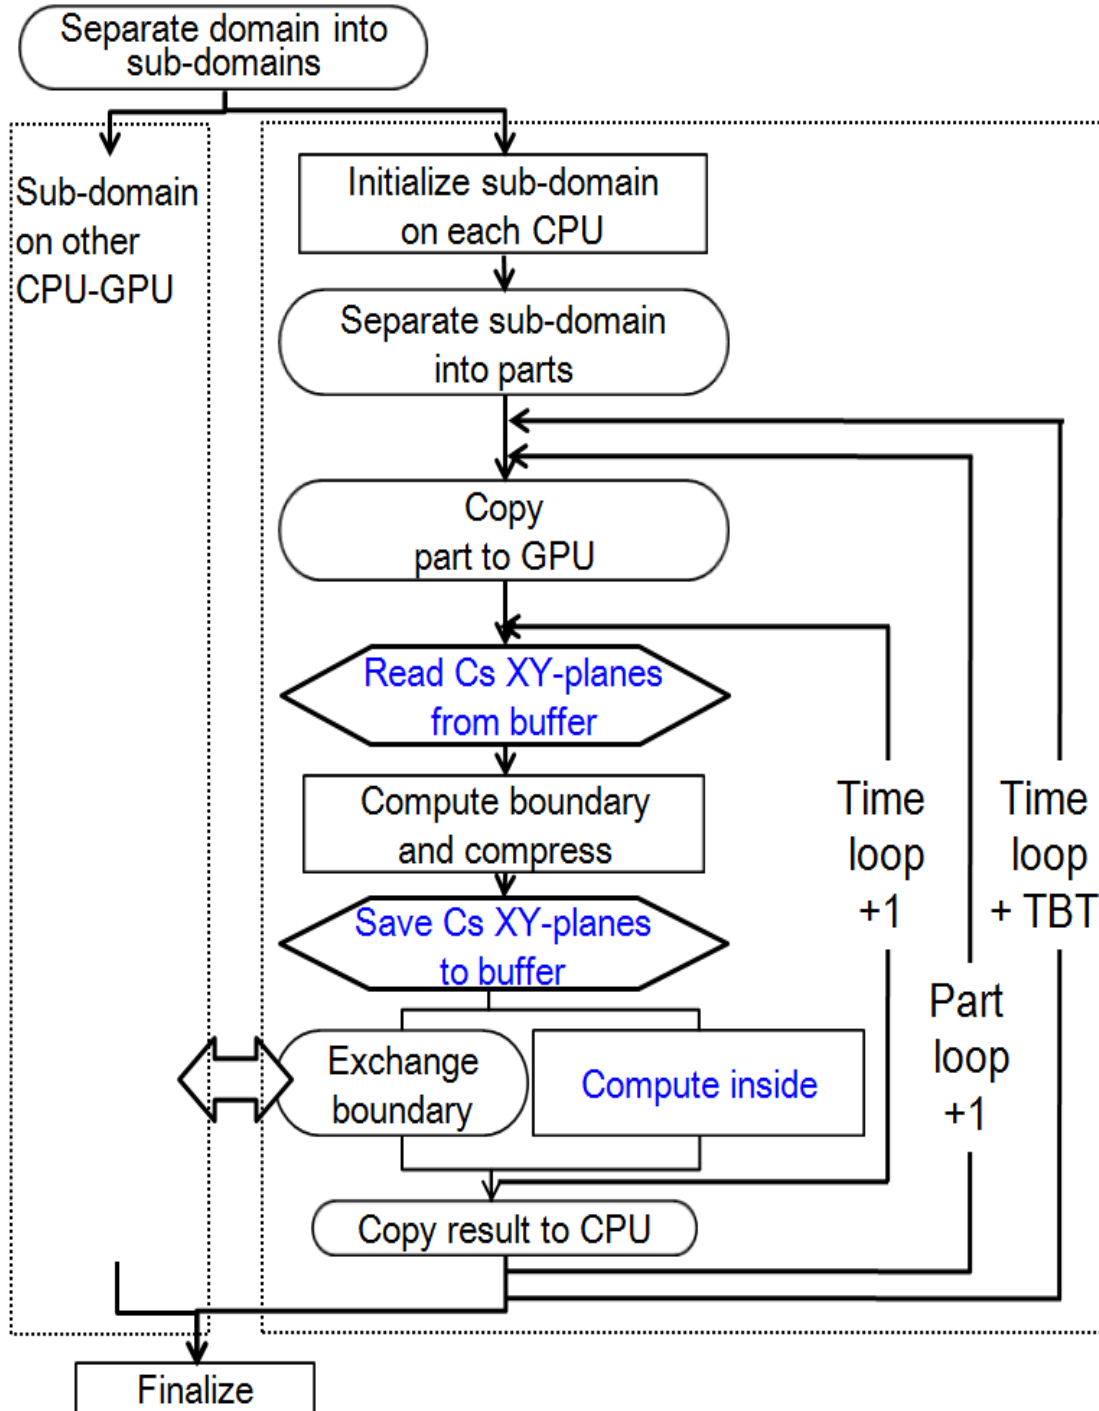 Separate domain into
sub-domains
Sub-domain
on other
CPU-GPU
Initialize sub-domain
on each CPU
Separate sub-domain
into parts
Copy
part to GPU
Read Cs XY-planes
from buffer
Compute boundary
and compress
Save Cs XY-planes
to buffer
Exchange
boundary
Compute inside
Copy result to CPU
Time
loop
+1
Part
loop
+1
Time
loop
+ TBT
Finalize